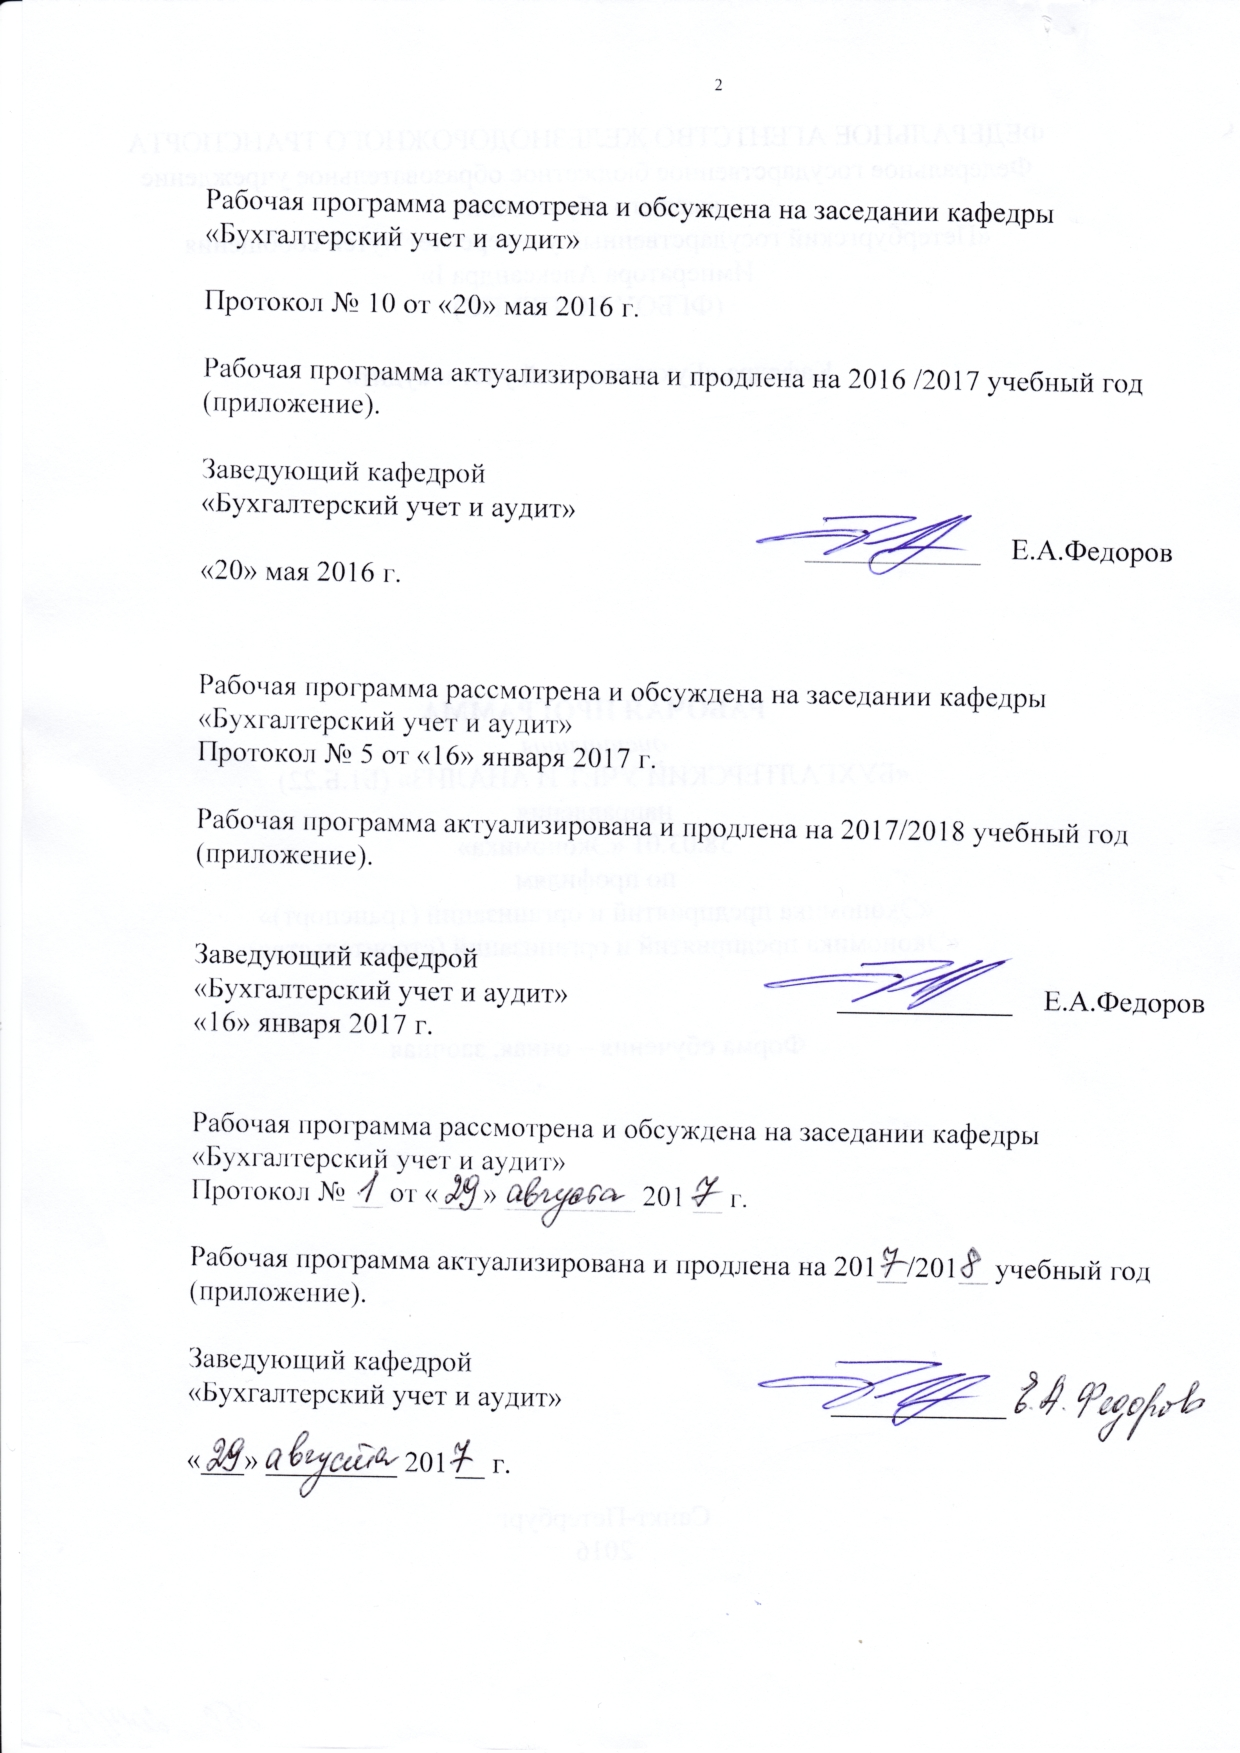 2
Рабочая программа рассмотрена и обсуждена на заседании кафедры
«Бухгалтерский учет и аудит»
Протокол № 10 от «20» мая 2016 г.
Рабочая программа актуализирована и продлена на 2016 /2017 учебный год
(приложение).
Заведующий кафедрой
«Бухгалтерский учет и аудит»
Е.А.Федоров
«20» мая 2016 г.
Рабочая программа рассмотрена и обсуждена на заседании кафедры
«Бухгалтерский учет и аудит»
Протокол № 5 от «16» января 2017 г.
Рабочая программа актуализирована и продлена на 2017/2018 учебный год
(приложение).
Заведующий кафедрой
«Бухгалтерский учет и аудит»
Е.А.Федоров
«16» января 2017 г.
Рабочая программа рассмотрена и обсуждена на заседании кафедры
«Бухгалтерский учет и аудит»
Протокол № 1 от «29» августа 2017 г.
Рабочая программа актуализирована и продлена на 2017/2018 учебный год
(приложение).
Заведующий кафедрой
«Бухгалтерский учет и аудит»
Е.А. Федоров
«29» августа 2017 г.